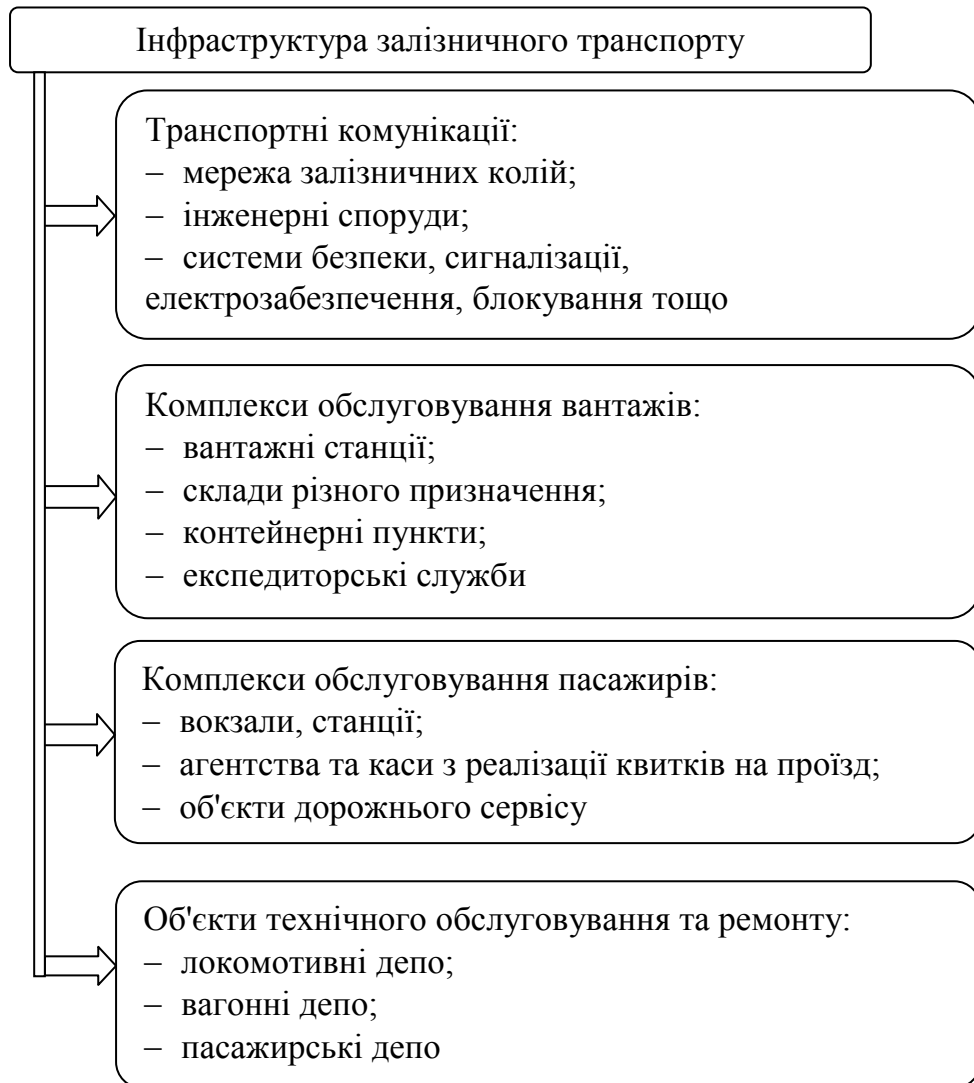 Інфраструктура залізничного транспорту
Транспортні комунікації:
– мережа залізничних колій;
– інженерні споруди;
– системи безпеки, сигналізації,
електрозабезпечення, блокування тощо
Комплекси обслуговування вантажів:
– вантажні станції;
– склади різного призначення;
– контейнерні пункти;
– експедиторські служби
Комплекси обслуговування пасажирів:
– вокзали, станції;
– агентства та каси з реалізації квитків на проїзд;
– об'єкти дорожнього сервісу
Об'єкти технічного обслуговування та ремонту:
– локомотивні депо;
– вагонні депо;
– пасажирські депо